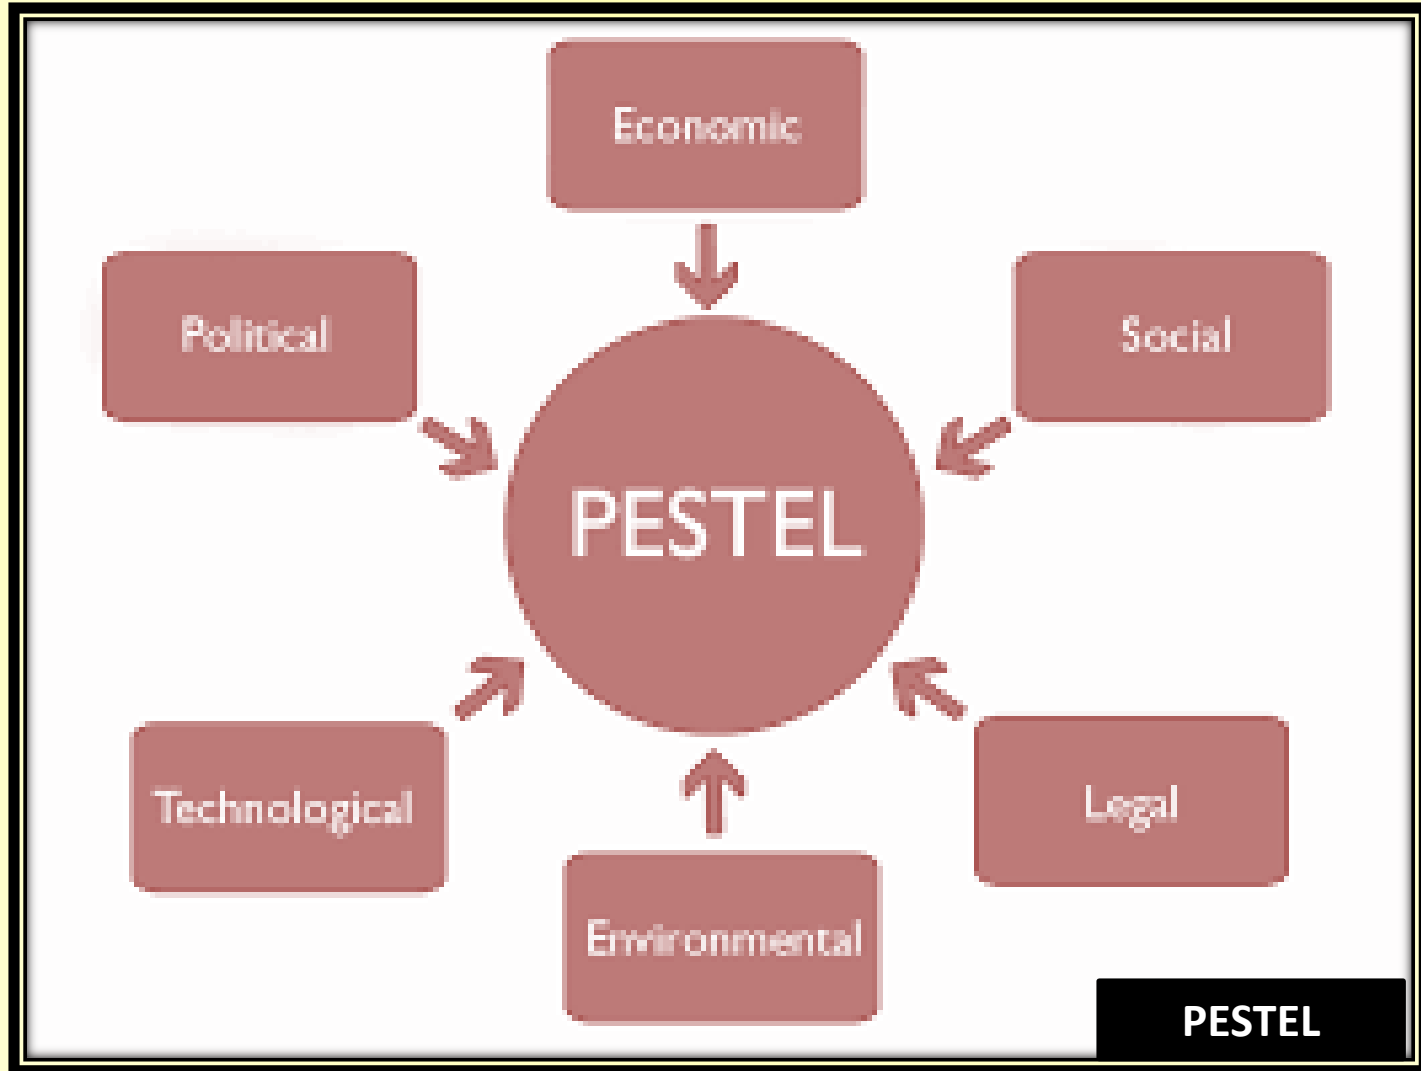 Economic
Political
Social
PESTEL
Technological
Legal
Environmental
PESTEL